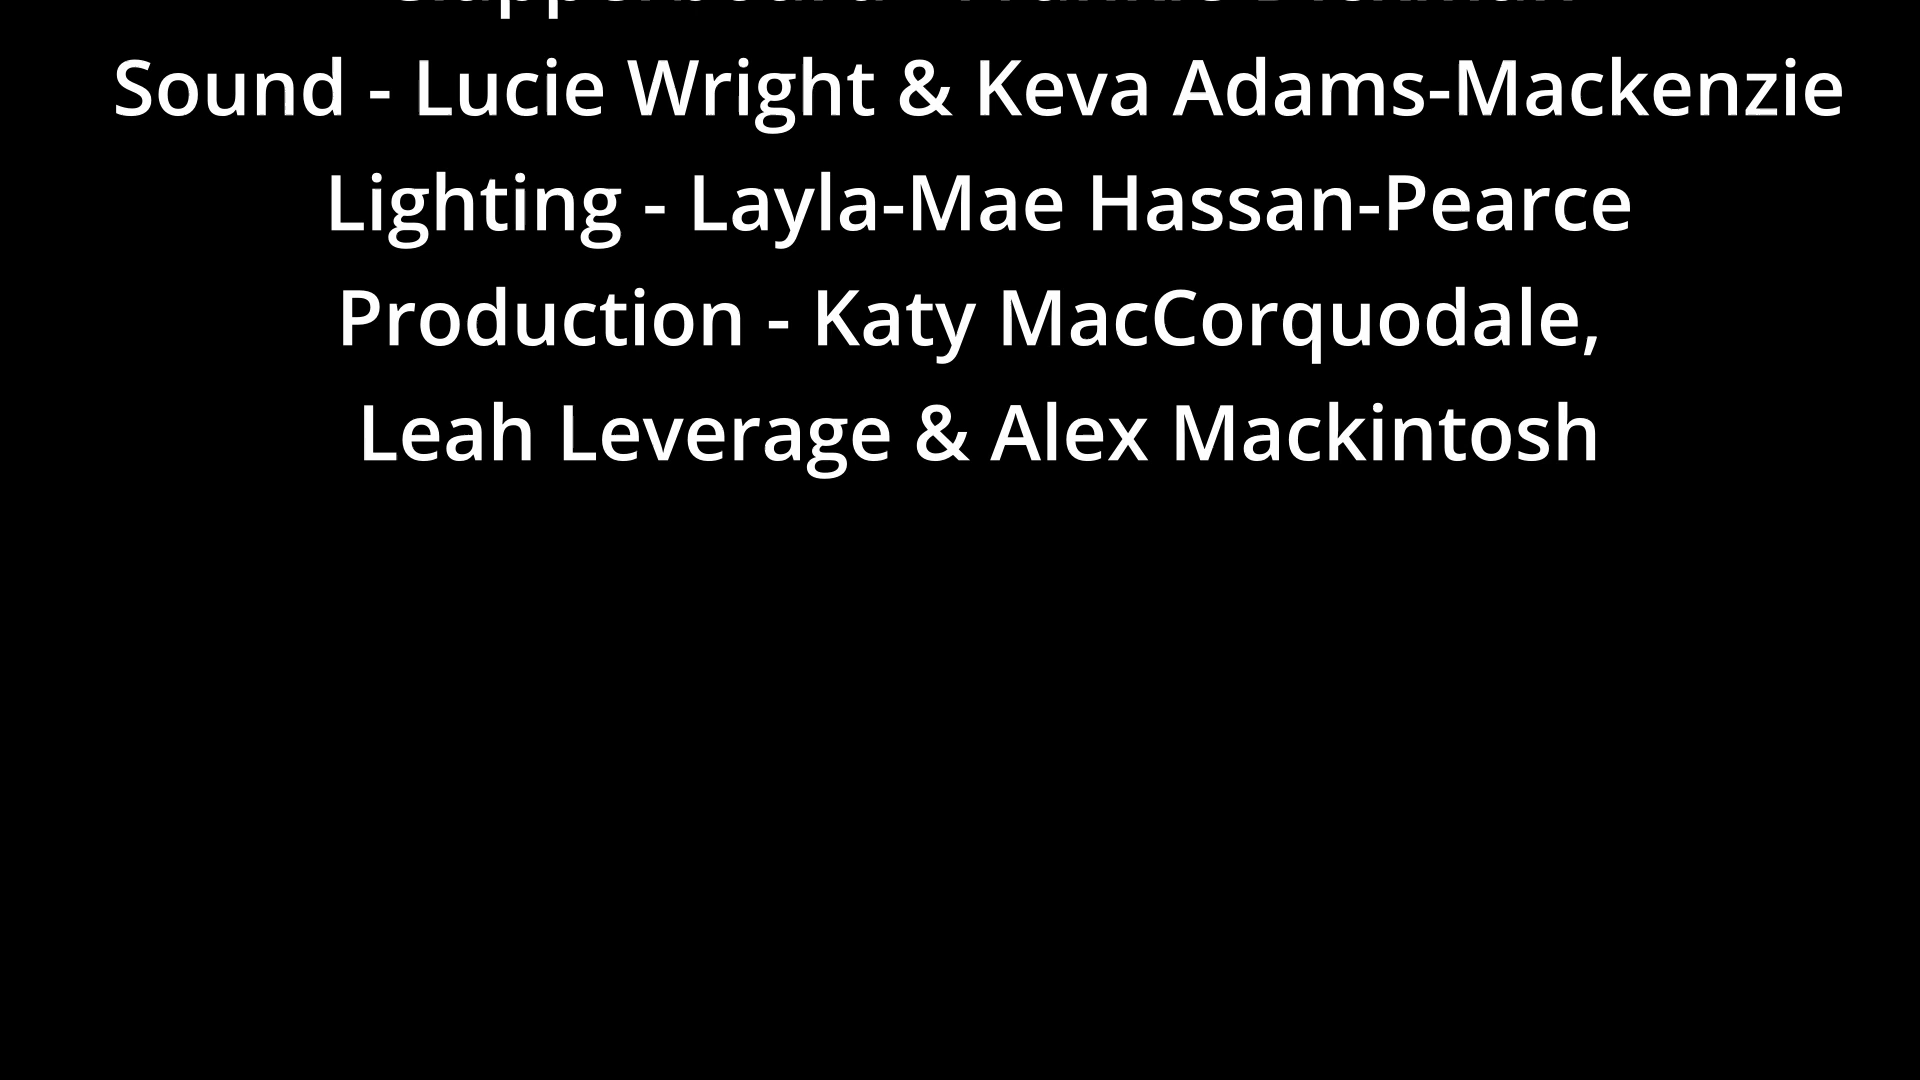 Sound - Lucie Wright & Keva Adams-Mackenzie
Lighting - Layla-Mae Hassan-Pearce
Production - Katy MacCorquodale,
Leah Leverage & Alex Mackintosh